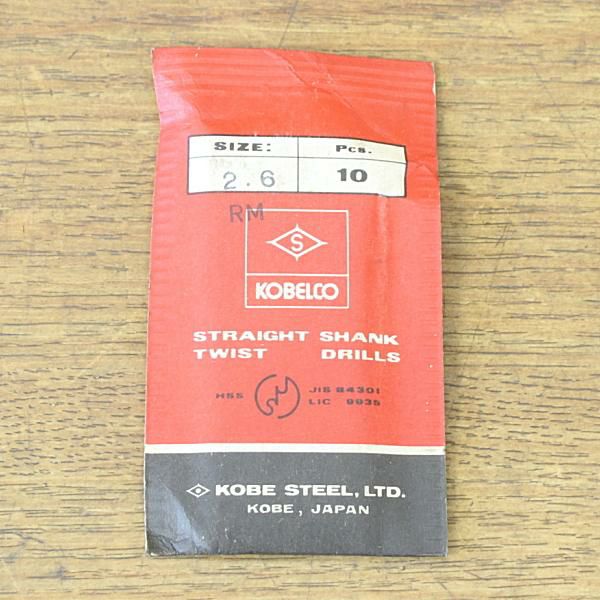 SIZE: Pcs.
2.6 10
RM
S
KOBELCO
STRAIGHT SHANK
TWIST DRILLS
HSS JIS B4301
LIC 9935
KOBE STEEL, LTD.
KOBE, JAPAN